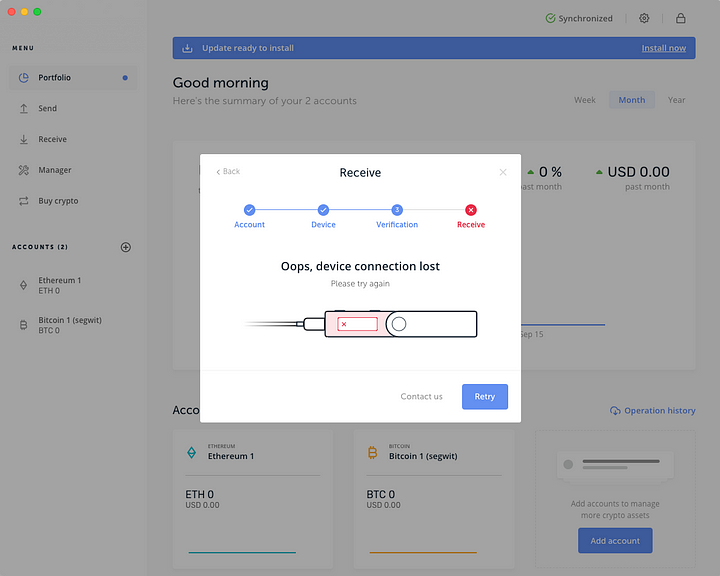 Synchronized
MENU
Update ready to install
Install now
Portfolio
Send
Receive
Manager
Buy crypto
ACCOUNTS (2)
Ethereum 1
ETH 0
Bitcoin 1 (segwit)
BTC 0
Good morning
Here's the summary of your 2 accounts
Week
Month
Year
0 %
past month
USD 0.00
past month
Back
Receive
3
Account
Device
Verification
Receive
Oops, device connection lost
Please try again
Contact us
Retry
Sep 15
Operation history
ETHEREUM
Ethereum 1
ETH 0
USD 0.00
BITCOIN
Bitcoin 1 (segwit)
BTC 0
USD 0.00
Add accounts to manage
more crypto assets
Add account